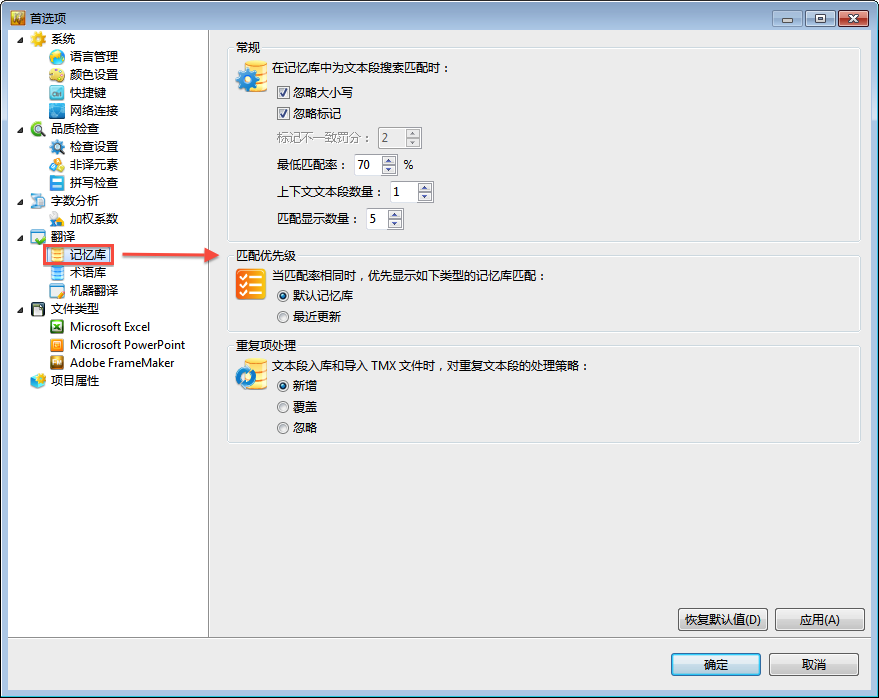 首选项
系统
语言管理
颜色设置
快捷键
网络连接
品质检查
检查设置
非译元素
拼写检查
字数分析
加权系数
翻译
记忆库
术语库
机器翻译
文件类型
Microsoft Excel
Microsoft PowerPoint
Adobe FrameMaker
项目属性
常规
在记忆库中为文本段搜索匹配时：
忽略大小写
忽略标记
标记不一致罚分： 2
最低匹配率： 70 %
上下文文本段数量： 1
匹配显示数量： 5
匹配优先级
当匹配率相同时，优先显示如下类型的记忆库匹配：
默认记忆库
最近更新
重复项处理
文本段入库和导入 TMX 文件时，对重复文本段的处理策略：
新增
覆盖
忽略
恢复默认值(D) 应用(A)
确定 取消